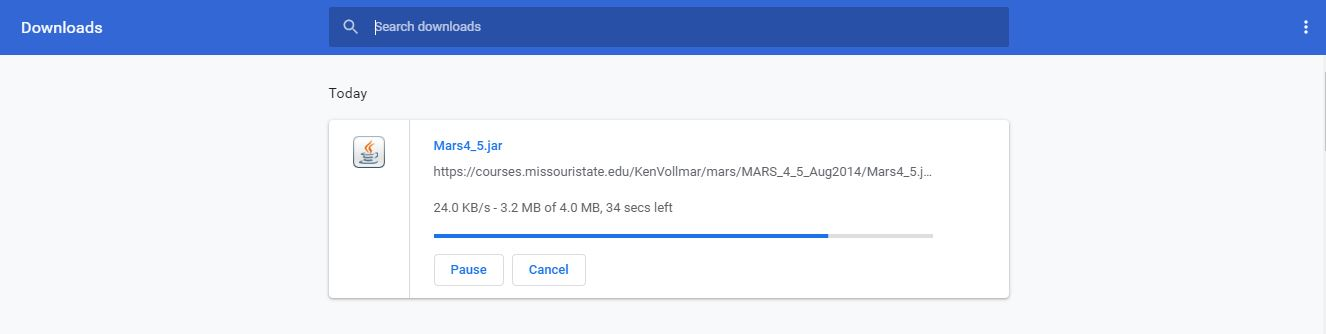 Downloads
Search downloads
Today
Mars4_5.jar
https://courses.missouristate.edu/KenVollmar/mars/MARS_4_5_Aug2014/Mars4_5.j...
24.0 KB/s - 3.2 MB of 4.0 MB, 34 secs left
Pause
Cancel